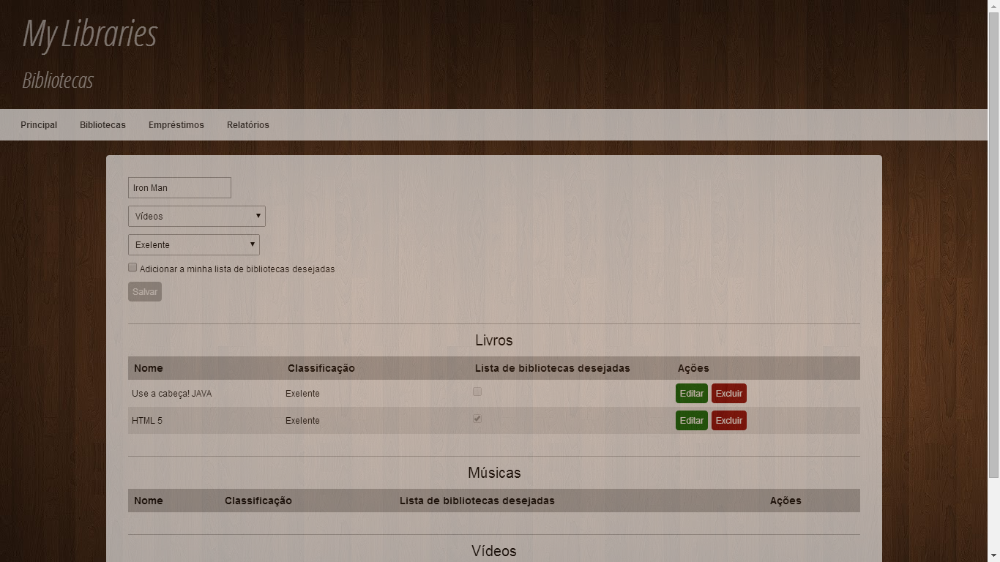 My Libraries
Bibliotecas
Principal Bibliotecas Empréstimos Relatórios
Iron Man
Vídeos
Exelente
Adicionar a minha lista de bibliotecas desejadas
Salvar
Livros
Nome Classificação Lista de bibliotecas desejadas Ações
Use a cabeça! JAVA Exelente Editar Excluir
HTML 5 Exelente Editar Excluir
Músicas
Nome Classificação Lista de bibliotecas desejadas Ações
Vídeos